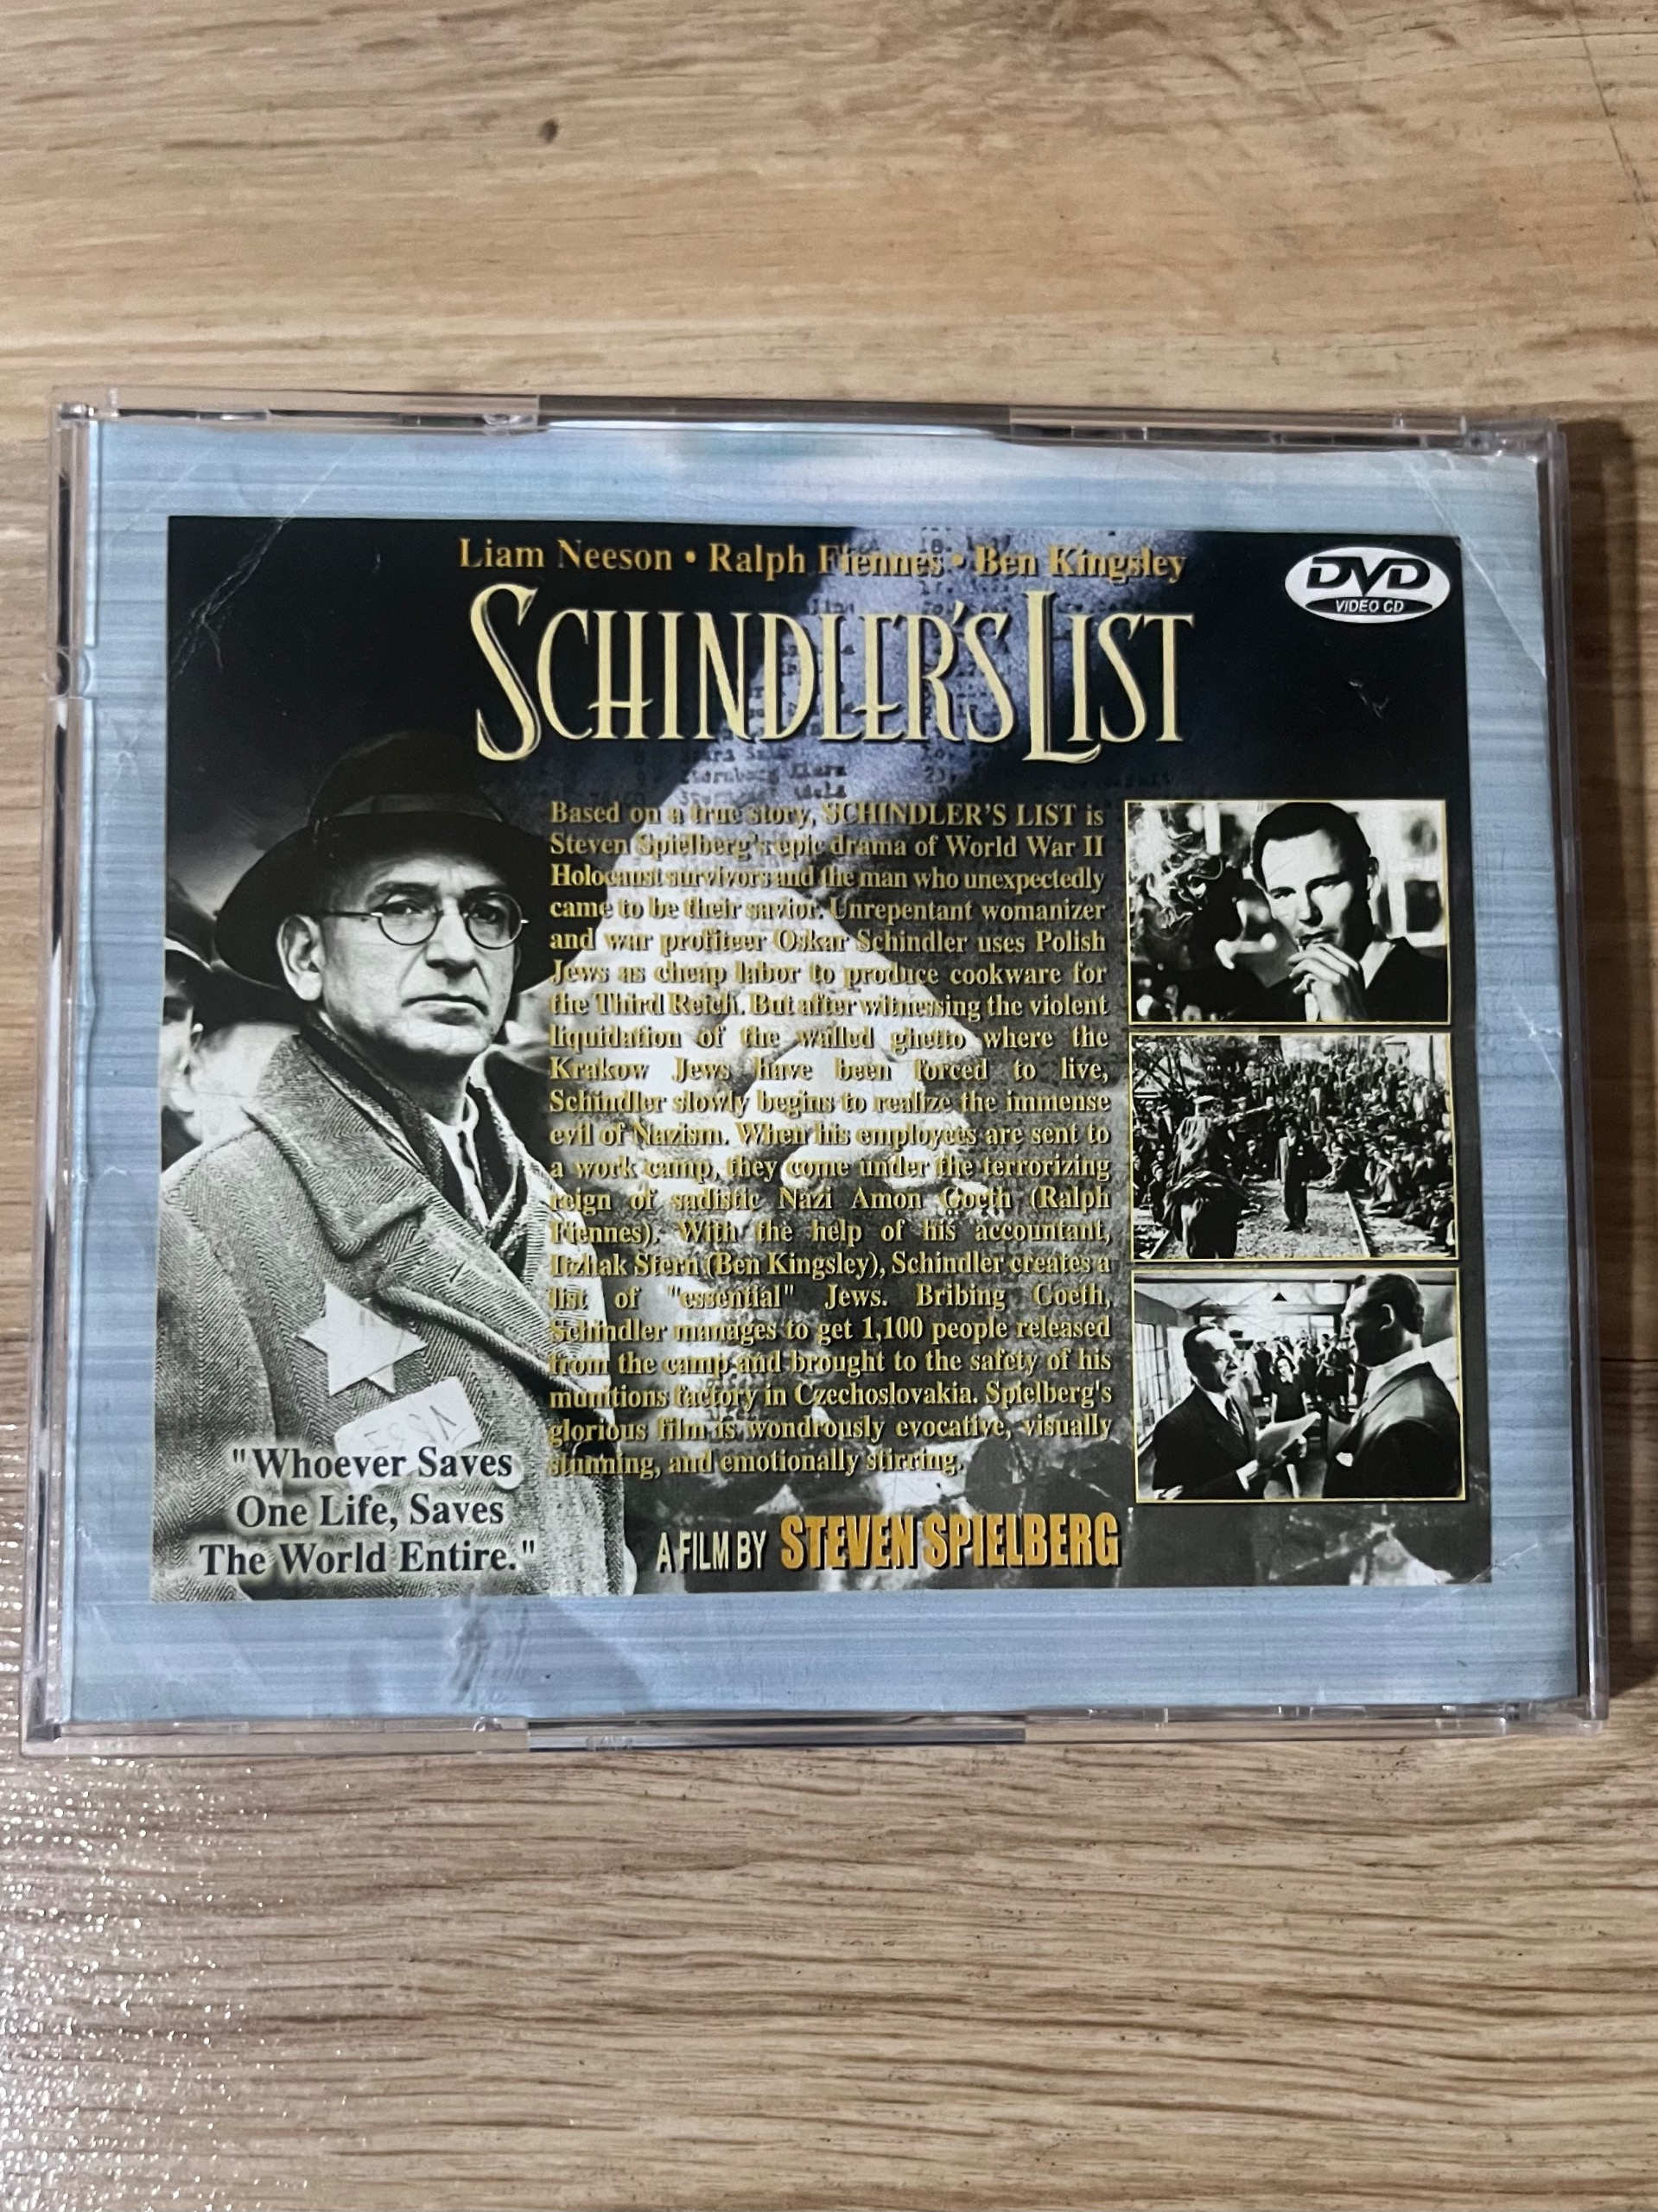 Liam Neeson • Ralph Fiennes • Ben Kingsley
DVD
VIDEO CD
SCHINDLER'S LIST
Based on a true story, SCHINDLER'S LIST is
Steven Spielberg's epic drama of World War II
Holocaust survivors and the man who unexpectedly
came to be their savior. Unrepentant womanizer
and war profiteer Oskar Schindler uses Polish
Jews as cheap labor to produce cookware for
the Third Reich. But after witnessing the violent
liquidation of the walled ghetto where the
Krakow Jews have been forced to live,
Schindler slowly begins to realize the immense
evil of Nazism. When his employees are sent to
a work camp, they come under the terrorizing
reign of sadistic Nazi Amon Goeth (Ralph
Fiennes). With the help of his accountant,
Itzhak Stern (Ben Kingsley), Schindler creates a
list of "essential" Jews. Bribing Goeth,
Schindler manages to get 1,100 people released
from the camp and brought to the safety of his
munitions factory in Czechoslovakia. Spielberg's
glorious film is wondrously evocative, visually
stunning, and emotionally stirring.
"Whoever Saves
One Life, Saves
The World Entire."
A FILM BY STEVEN SPIELBERG